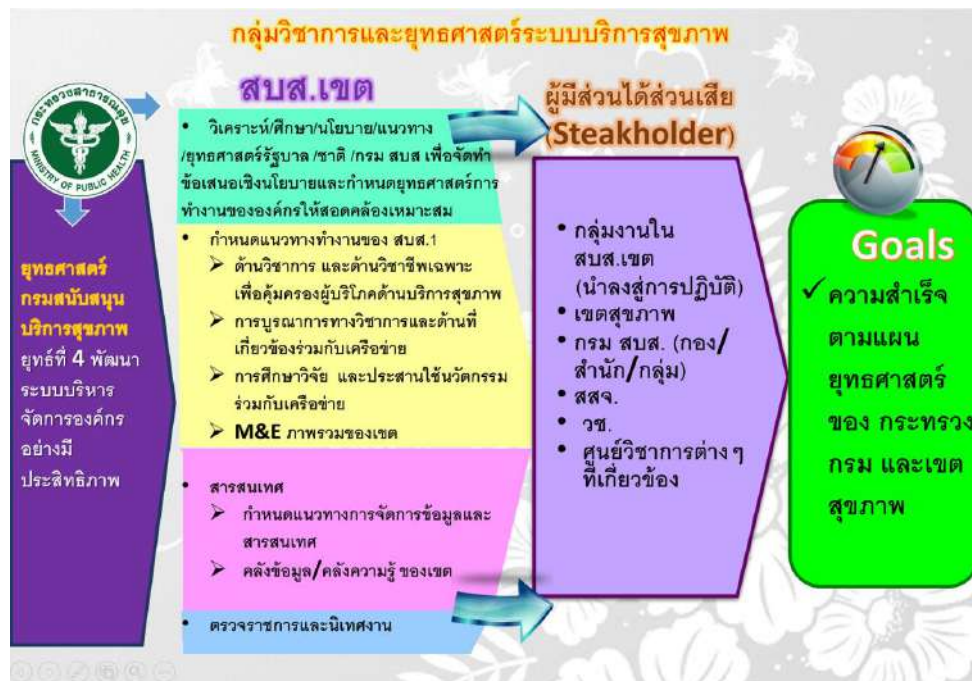 กลุ่มวิชาการและยุทธศาสตร์ระบบบริการสุขภาพ
กระทรวงสาธารณสุข
MINISTRY OF PUBLIC HEALTH
ยุทธศาสตร์
กรมสนับสนุน
บริการสุขภาพ
ยุทธ์ที่ 4 พัฒนา
ระบบบริหาร
จัดการองค์กร
อย่างมี
ประสิทธิภาพ
สบส.เขต
• วิเคราะห์/ศึกษา/นโยบาย/แนวทาง
/ยุทธศาสตร์รัฐบาล /ชาติ /กรม สบส เพื่อจัดทำ
ข้อเสนอเชิงนโยบายและกำหนดยุทธศาสตร์การ
ทำงานขององค์กรให้สอดคล้องเหมาะสม
• กำหนดแนวทางทำงานของ สบส.1
➢ ด้านวิชาการ และด้านวิชาชีพเฉพาะ
เพื่อคุ้มครองผู้บริโภคด้านบริการสุขภาพ
➢ การบูรณาการทางวิชาการและด้านที่
เกี่ยวข้องร่วมกับเครือข่าย
➢ การศึกษาวิจัย และประสานใช้นวัตกรรม
ร่วมกับเครือข่าย
➢ M&E ภาพรวมของเขต
• สารสนเทศ
➢ กำหนดแนวทางการจัดการข้อมูลและ
สารสนเทศ
➢ คลังข้อมูล/คลังความรู้ ของเขต
• ตรวจราชการและนิเทศงาน
ผู้มีส่วนได้ส่วนเสีย
(Steakholder)
• กลุ่มงานใน
สบส.เขต
(นำลงสู่การปฏิบัติ)
• เขตสุขภาพ
• กรม สบส. (กอง/
สำนัก/กลุ่ม)
• สสจ.
• วช.
• ศูนย์วิชาการต่าง ๆ
ที่เกี่ยวข้อง
Goals
✓ ความสำเร็จ
ตามแผน
ยุทธศาสตร์
ของ กระทรวง
กรม และเขต
สุขภาพ